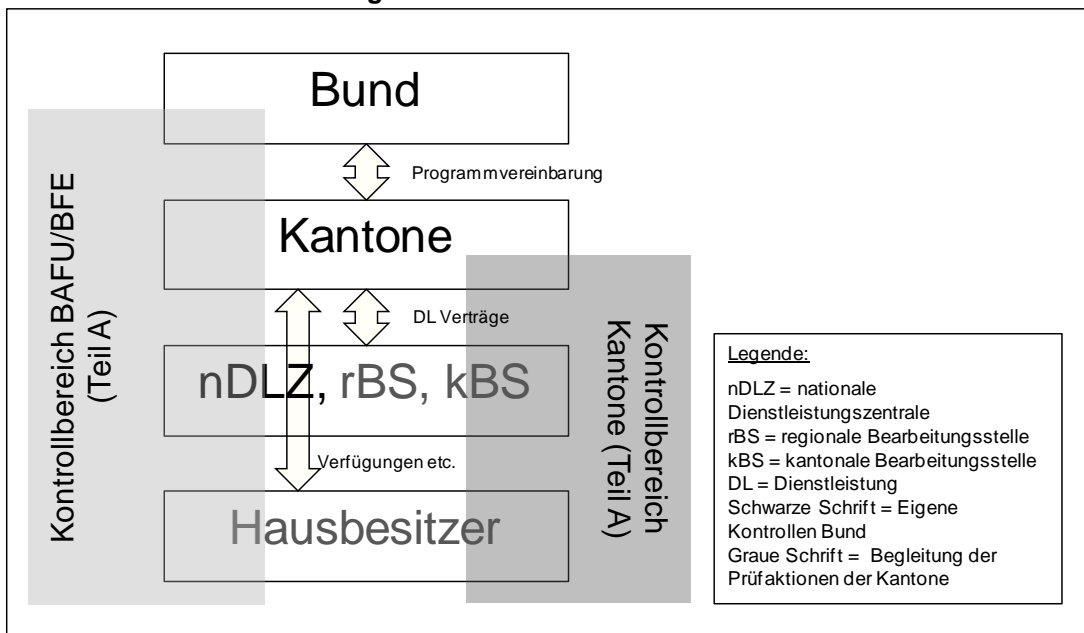 Bund
Programmvereinbarung
Kantone
DL Verträge
nDLZ, rBS, kBS
Verfügungen etc.
Hausbesitzer
Kontrollbereich BAFU/BFE
(Teil A)
Kontrollbereich
Kantone (Teil A)
Legende:
nDLZ = nationale
Dienstleistungszentrale
rBS = regionale Bearbeitungsstelle
kBS = kantonale Bearbeitungsstelle
DL = Dienstleistung
Schwarze Schrift = Eigene
Kontrollen Bund
Graue Schrift = Begleitung der
Prüfaktionen der Kantone